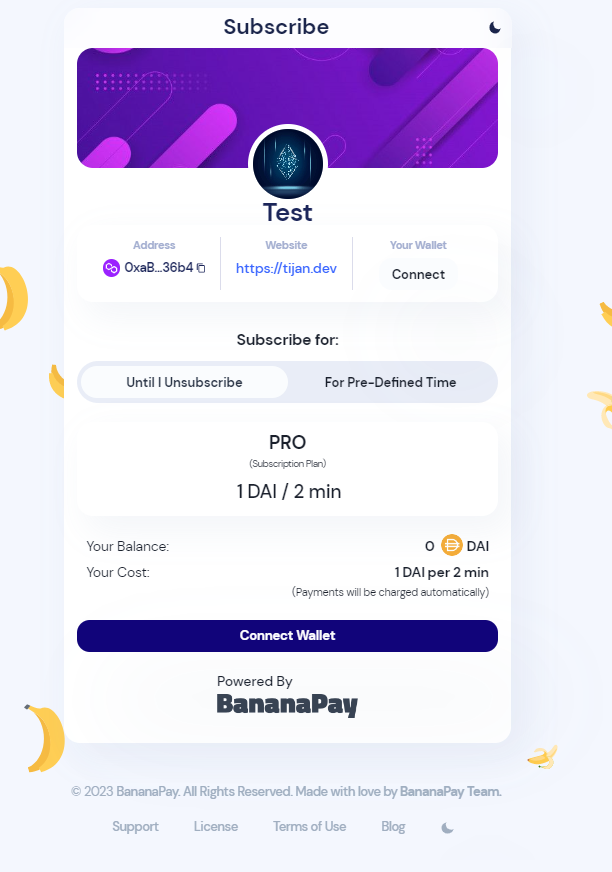 Subscribe
Test
Address
Website
Your Wallet
0xaB...36b4
https://tijan.dev
Connect
Subscribe for:
Until I Unsubscribe
For Pre-Defined Time
PRO
(Subscription Plan)
1 DAI / 2 min
Your Balance:
0 DAI
Your Cost:
1 DAI per 2 min
(Payments will be charged automatically)
Connect Wallet
Powered By
BananaPay
© 2023 BananaPay. All Rights Reserved. Made with love by BananaPay Team.
Support
License
Terms of Use
Blog